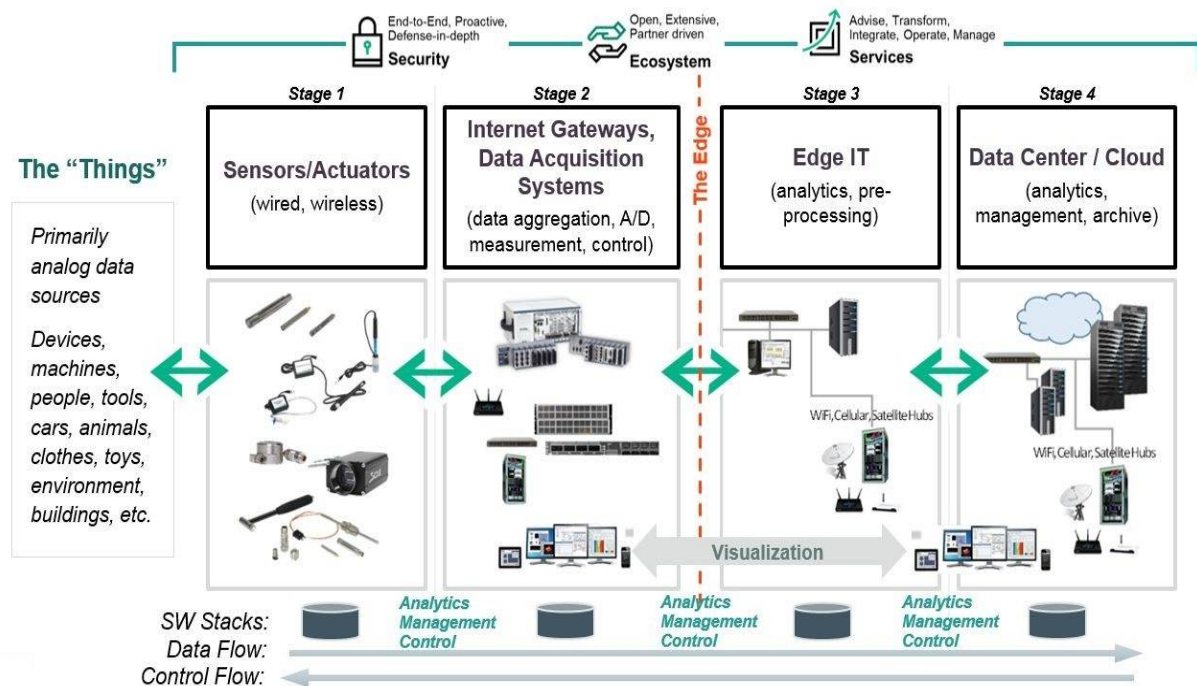 End-to-End, Proactive,
Defense-in-depth
Security
Open, Extensive,
Partner driven
Ecosystem
Advise, Transform,
Integrate, Operate, Manage
Services
Stage 1
Stage 2
Stage 3
Stage 4
The "Things"
Primarily
analog data
sources
Devices,
machines,
people, tools,
cars, animals,
clothes, toys,
environment,
buildings, etc.
Sensors/Actuators
(wired, wireless)
Internet Gateways,
Data Acquisition
Systems
(data aggregation, A/D,
measurement, control)
The Edge
Edge IT
(analytics, pre-
processing)
Data Center / Cloud
(analytics,
management, archive)
WiFi, Cellular, Satellite Hubs
WiFi, Cellular, Satellite Hubs
Visualization
SW Stacks:
Analytics
Management
Control
Analytics
Management
Control
Analytics
Management
Control
Data Flow:
Control Flow: